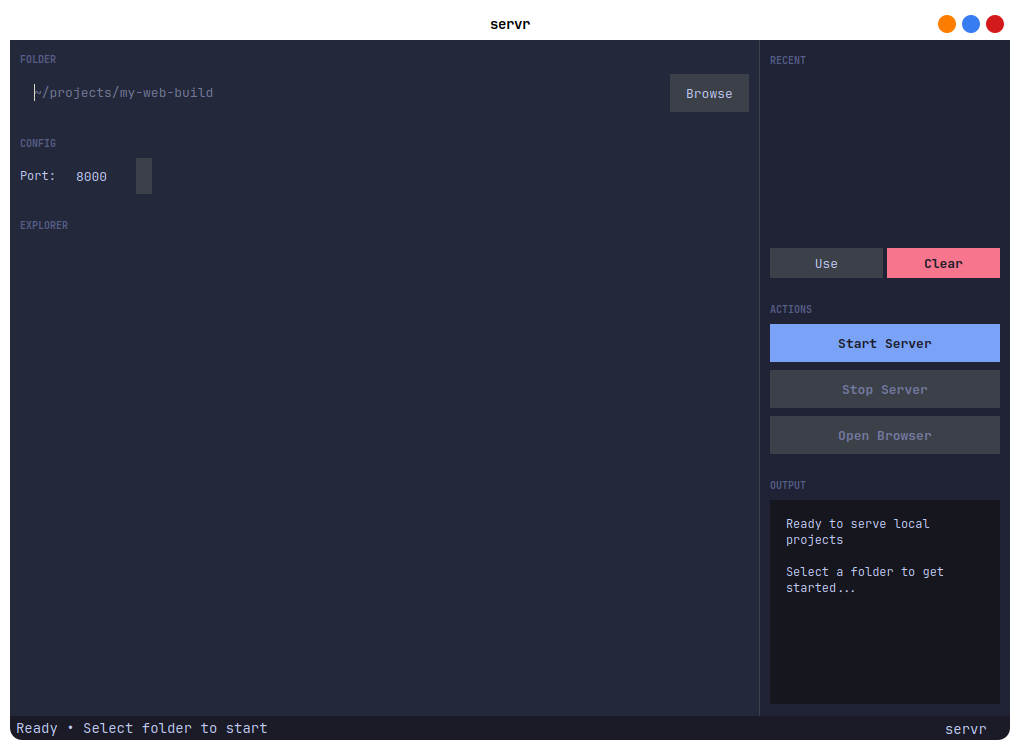 servr
FOLDER
~/projects/my-web-build
Browse
CONFIG
Port: 8000
EXPLORER
RECENT
Use
Clear
ACTIONS
Start Server
Stop Server
Open Browser
OUTPUT
Ready to serve local
projects
Select a folder to get
started...
Ready • Select folder to start
servr